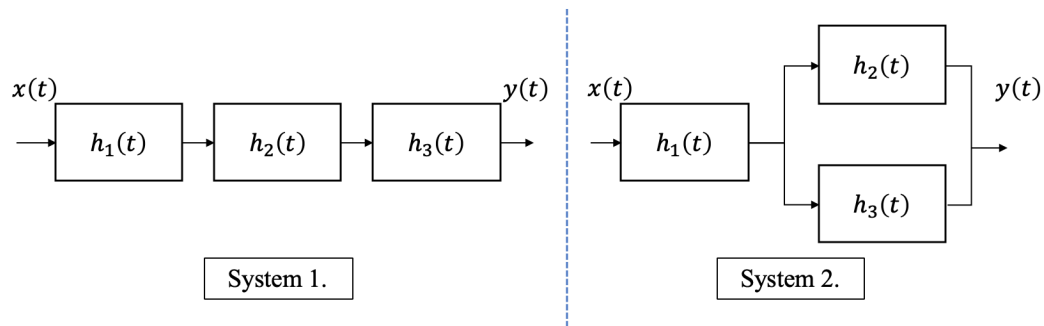 x(t)
h₁(t)
h₂(t)
h₃(t)
y(t)
System 1.
x(t)
h₁(t)
h₂(t)
h₃(t)
y(t)
System 2.